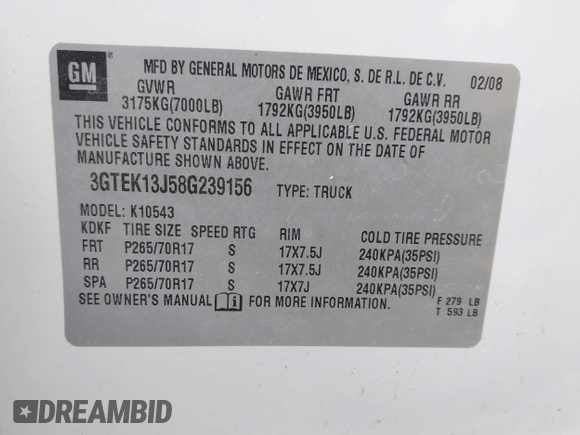 GM
MFD BY GENERAL MOTORS DE MEXICO, S. DE R.L. DE C.V. 02/08
GVWR GAWR FRT GAWR RR
3175KG(7000LB) 1792KG(3950LB) 1792KG(3950LB)
THIS VEHICLE CONFORMS TO ALL APPLICABLE U.S. FEDERAL MOTOR
VEHICLE SAFETY STANDARDS IN EFFECT ON THE DATE OF
MANUFACTURE SHOWN ABOVE.
3GTEK13J58G239156 TYPE: TRUCK
MODEL: K10543
KDKF TIRE SIZE SPEED RTG RIM COLD TIRE PRESSURE
FRT P265/70R17 S 17X7.5J 240KPA(35PSI)
RR P265/70R17 S 17X7.5J 240KPA(35PSI)
SPA P265/70R17 S 17X7J 240KPA(35PSI)
SEE OWNER'S MANUAL FOR MORE INFORMATION.
F 279 LB
T 593 LB
DREAMBID